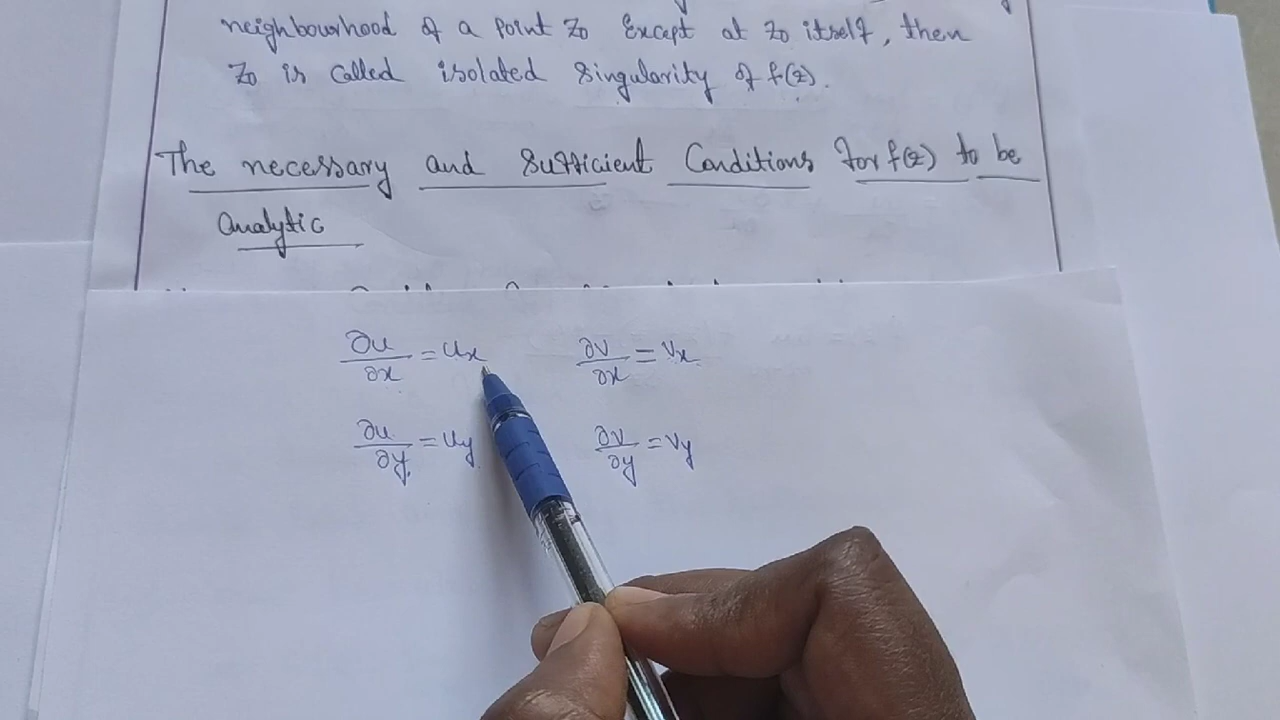 neighbourhood of a point z0 Except at z0 itself, then
z0 is called isolated singularity of f(z).
The necessary and sufficient Conditions for f(z) to be
analytic
∂u/∂x = ux ∂v/∂x = vx
∂u/∂y = uy ∂v/∂y = vy